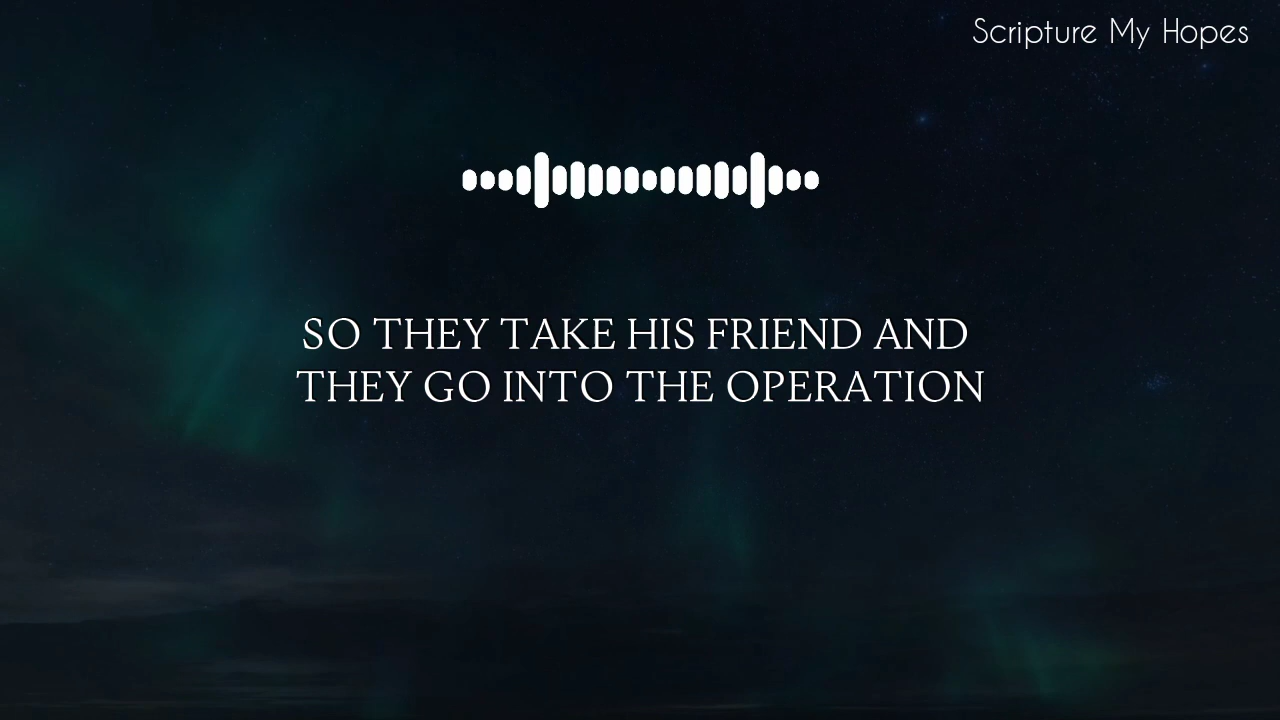 Scripture My Hopes
SO THEY TAKE HIS FRIEND AND
THEY GO INTO THE OPERATION